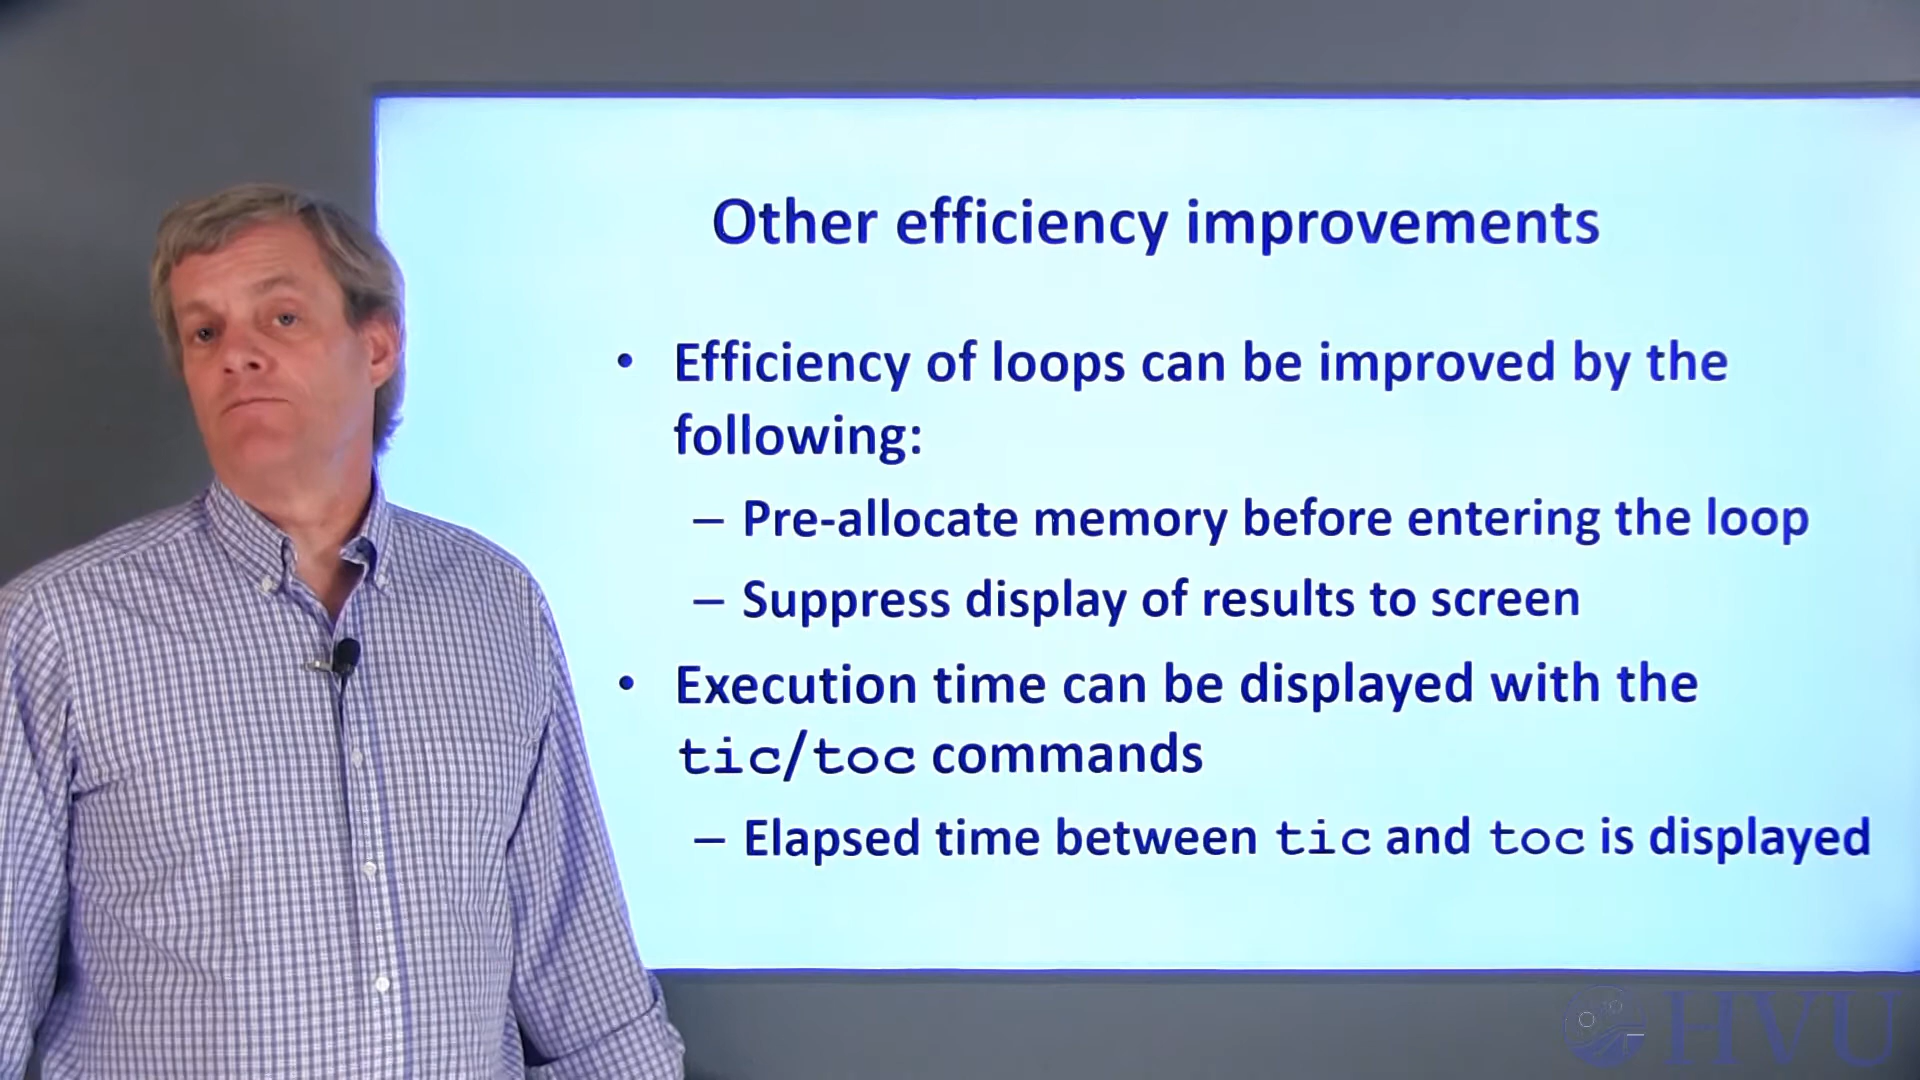 Other efficiency improvements
• Efficiency of loops can be improved by the
following:
– Pre-allocate memory before entering the loop
– Suppress display of results to screen
• Execution time can be displayed with the
tic/toc commands
– Elapsed time between tic and toc is displayed
HVU